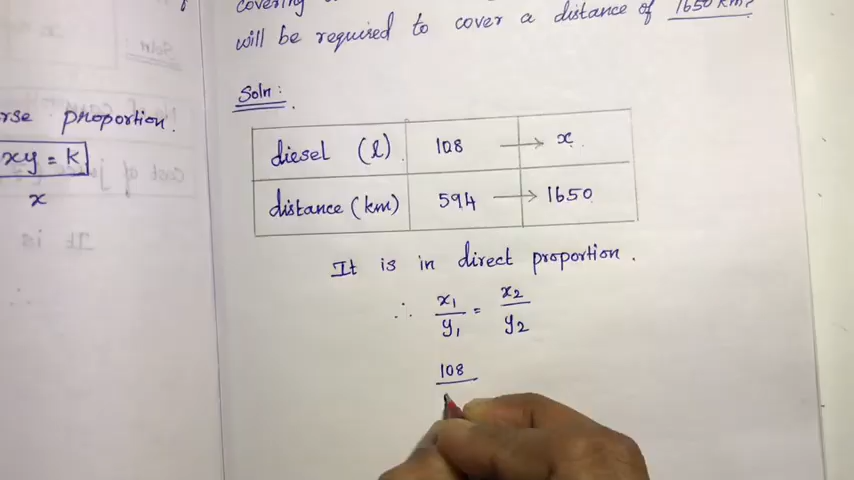 covering
will be required to cover a distance of 1650 km?
Soln:
diesel (l) 108 → x
distance (km) 594 → 1650
It is in direct proportion.
∴ x₁/y₁ = x₂/y₂
108
proportion.
xy = k
x